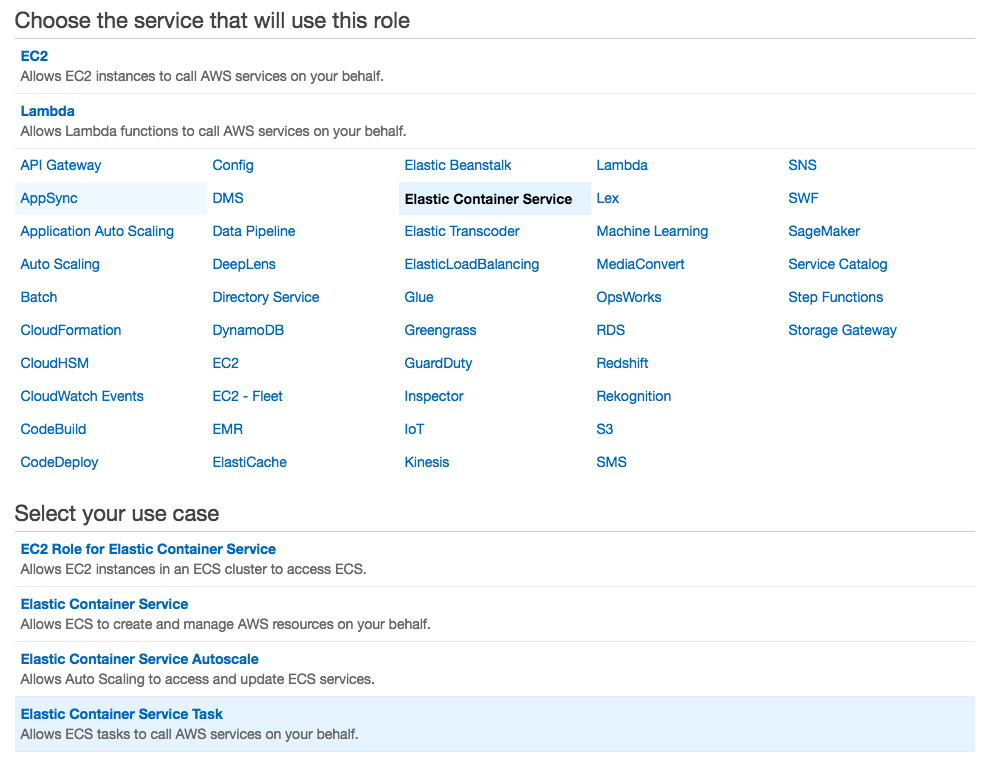 Choose the service that will use this role
EC2
Allows EC2 instances to call AWS services on your behalf.
Lambda
Allows Lambda functions to call AWS services on your behalf.
API Gateway Config Elastic Beanstalk Lambda SNS
AppSync DMS Elastic Container Service Lex SWF
Application Auto Scaling Data Pipeline Elastic Transcoder Machine Learning SageMaker
Auto Scaling DeepLens ElasticLoadBalancing MediaConvert Service Catalog
Batch Directory Service Glue OpsWorks Step Functions
CloudFormation DynamoDB Greengrass RDS Storage Gateway
CloudHSM EC2 GuardDuty Redshift
CloudWatch Events EC2 - Fleet Inspector Rekognition
CodeBuild EMR IoT S3
CodeDeploy ElastiCache Kinesis SMS
Select your use case
EC2 Role for Elastic Container Service
Allows EC2 instances in an ECS cluster to access ECS.
Elastic Container Service
Allows ECS to create and manage AWS resources on your behalf.
Elastic Container Service Autoscale
Allows Auto Scaling to access and update ECS services.
Elastic Container Service Task
Allows ECS tasks to call AWS services on your behalf.